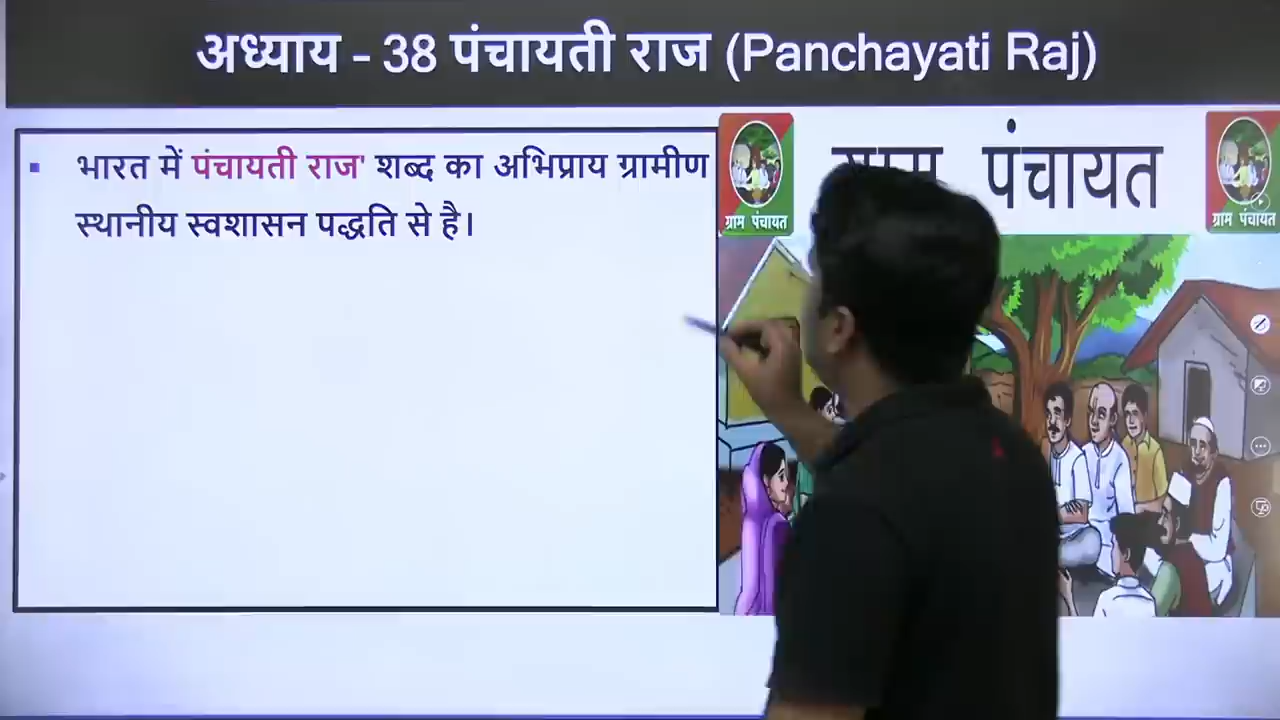 अध्याय - 38 पंचायती राज (Panchayati Raj)
▪ भारत में पंचायती राज' शब्द का अभिप्राय ग्रामीण
स्थानीय स्वशासन पद्धति से है।
पंचायत
ग्राम पंचायत
ग्राम पंचायत